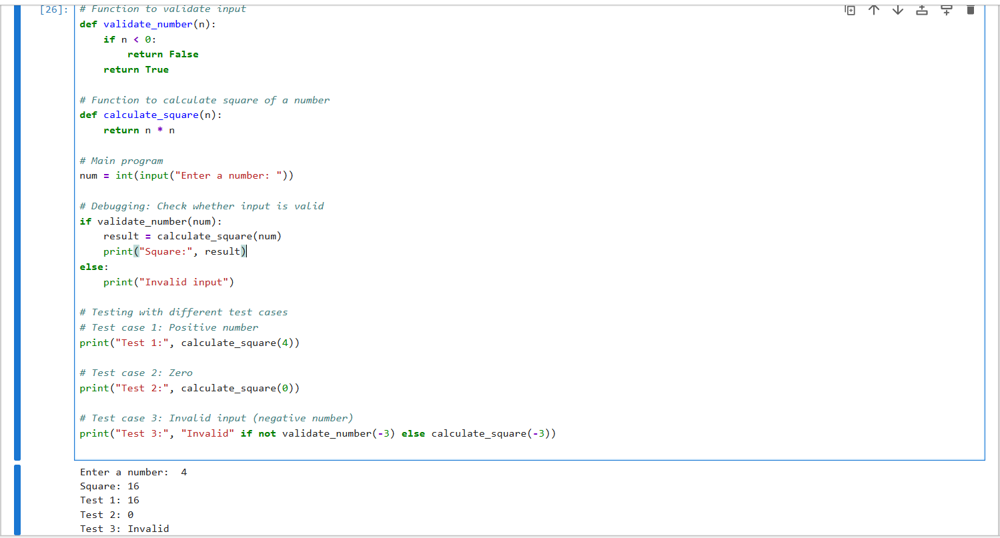 [26]: # Function to validate input
def validate_number(n):
    if n < 0:
        return False
    return True

# Function to calculate square of a number
def calculate_square(n):
    return n * n

# Main program
num = int(input("Enter a number: "))

# Debugging: Check whether input is valid
if validate_number(num):
    result = calculate_square(num)
    print("Square:", result)
else:
    print("Invalid input")

# Testing with different test cases
# Test case 1: Positive number
print("Test 1:", calculate_square(4))

# Test case 2: Zero
print("Test 2:", calculate_square(0))

# Test case 3: Invalid input (negative number)
print("Test 3:", "Invalid" if not validate_number(-3) else calculate_square(-3))

Enter a number:  4
Square: 16
Test 1: 16
Test 2: 0
Test 3: Invalid